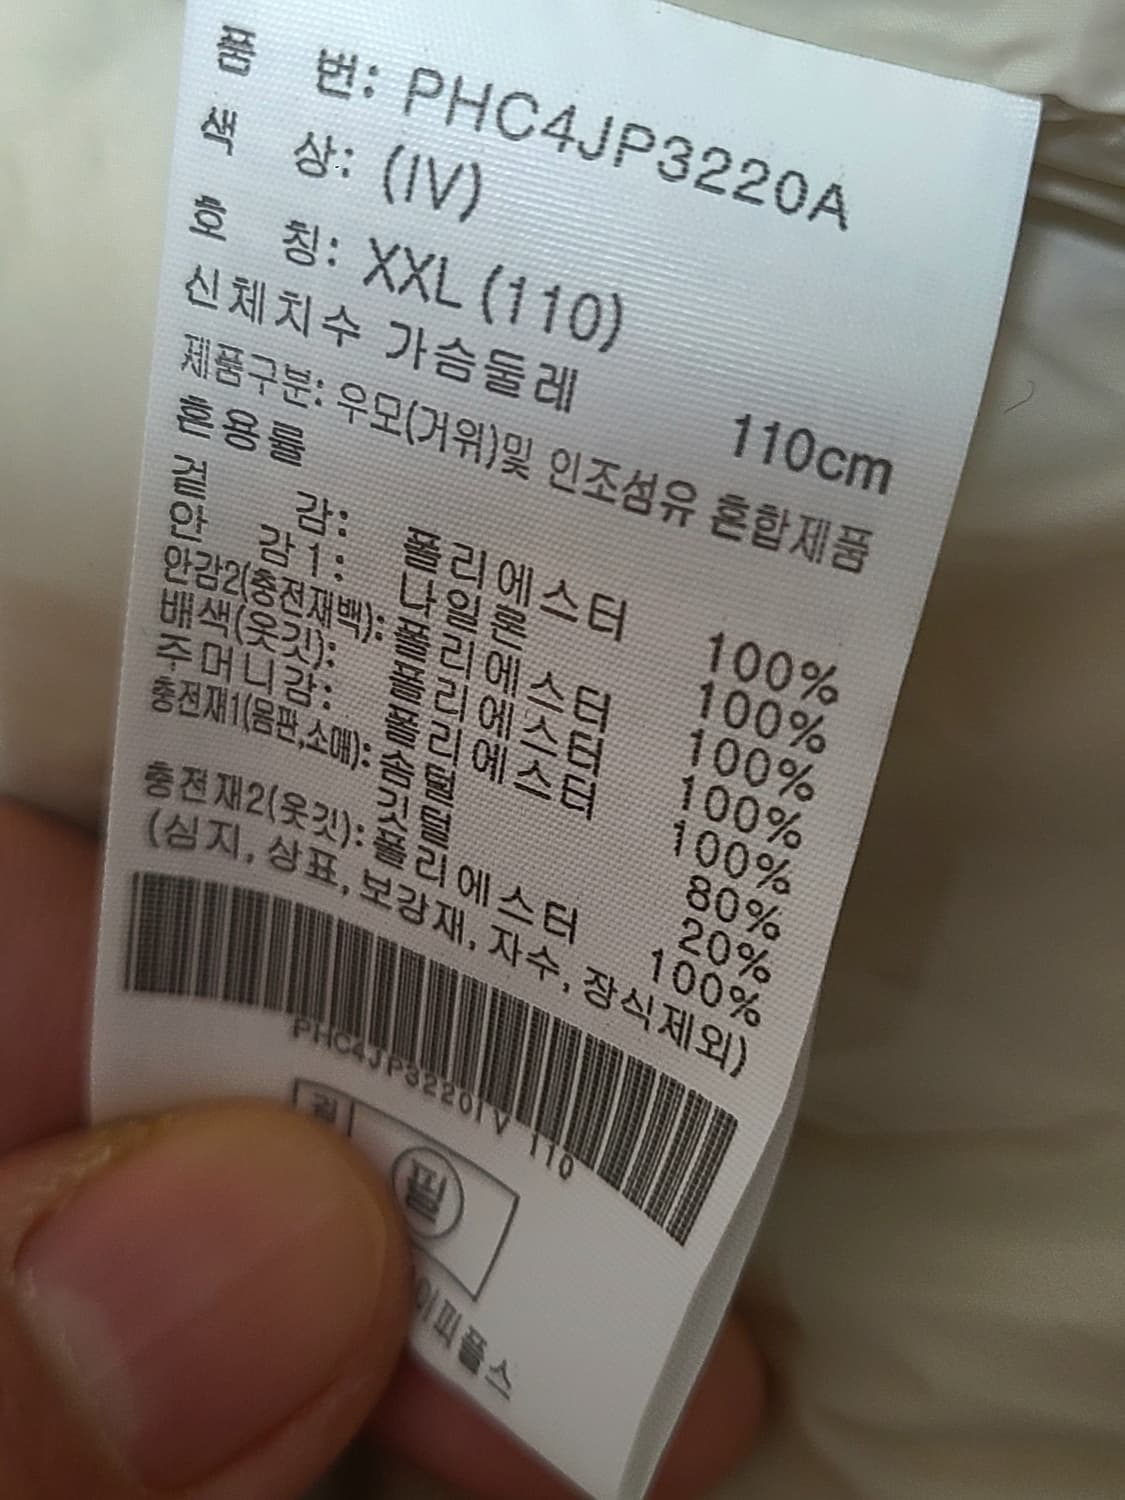 품 번: PHC4JP3220A
색 상: (IV)
호 칭: XXL (110)
신체치수 가슴둘레 110cm
제품구분: 우모(거위)및 인조섬유 혼합제품
혼용률
겉 감: 폴리에스터 100%
안 감1: 나일론 100%
안감2(충전재백): 폴리에스터 100%
배색(옷깃): 폴리에스터 100%
주머니감: 폴리에스터 100%
충전재1(몸판,소매): 솜털 80%
깃털 20%
충전재2(옷깃): 폴리에스터 100%
(심지, 상표, 보강재, 자수, 장식제외)
PHC4JP3220IV 110
필
이피플스